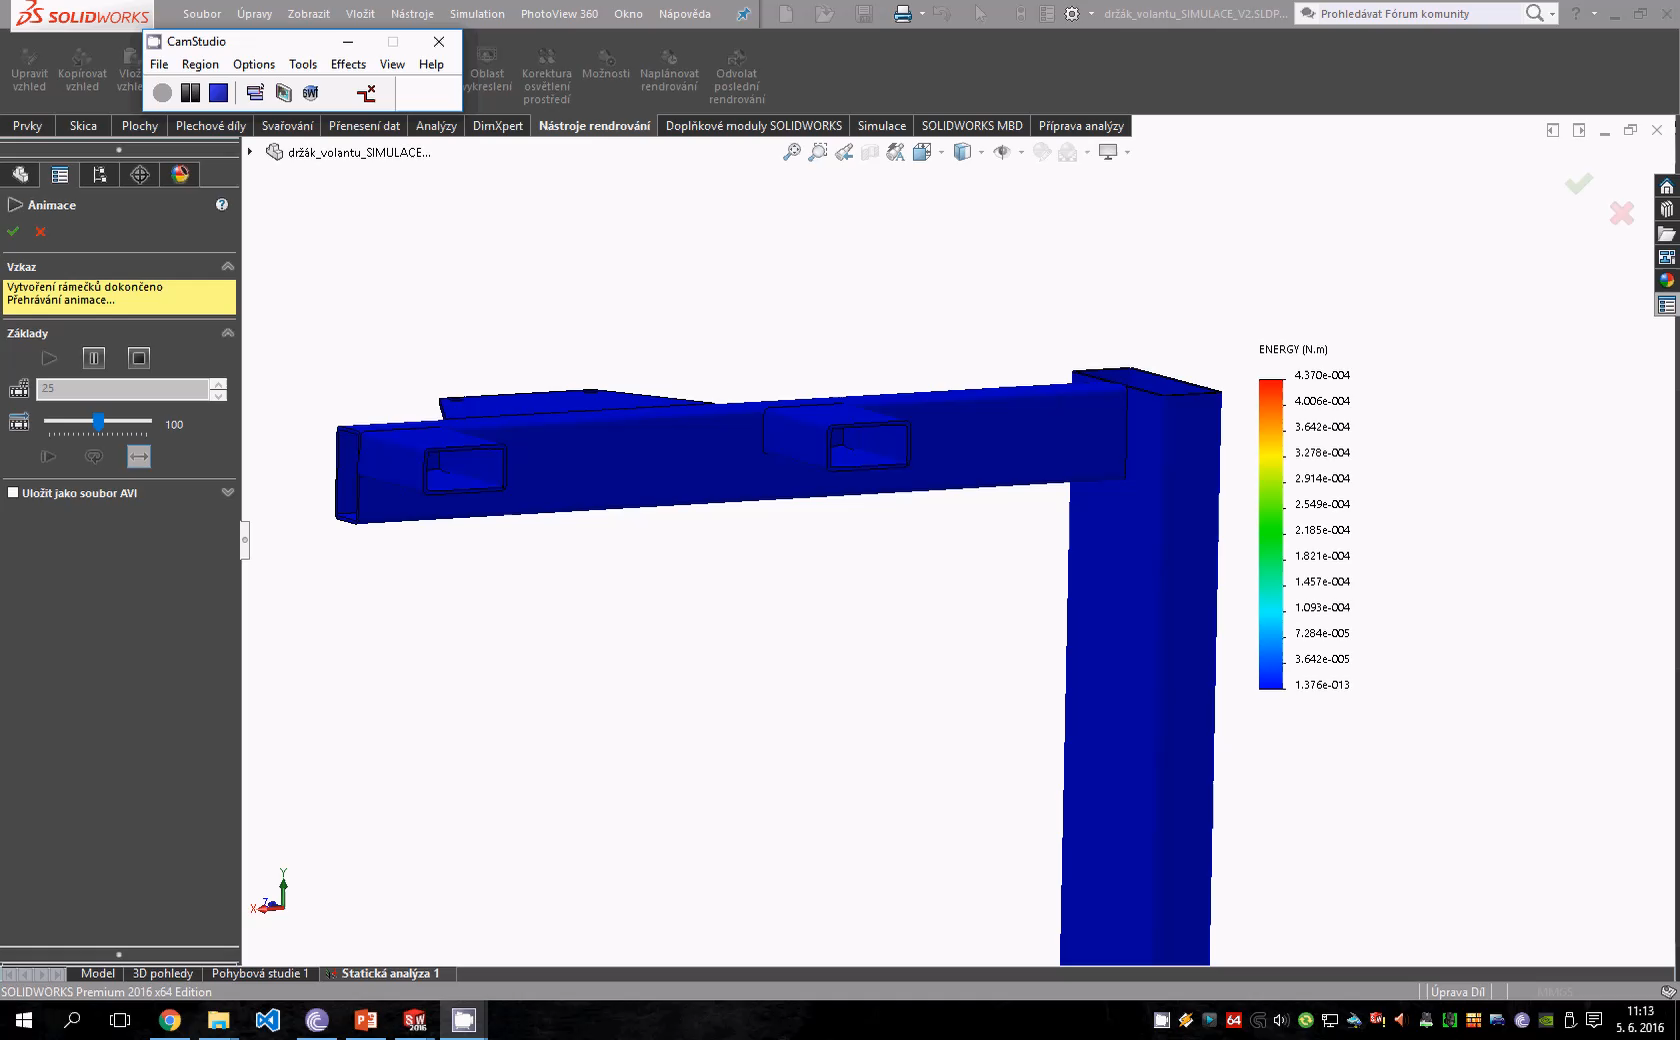 SOLIDWORKS
Soubor Úpravy Zobrazit Vložit Nástroje Simulation PhotoView 360 Okno Nápověda
držák_volantu_SIMULACE_V2.SLDP...
Prohledávat Fórum komunity
CamStudio
File Region Options Tools Effects View Help
Upravit vzhled
Kopírovat vzhled
Oblast
vykreslení
Korektura osvětlení prostředí
Možnosti
Naplánovat rendrování
Odvolat poslední rendrování
Prvky Skica Plochy Plechové díly Svařování Přenesení dat Analýzy DimXpert Nástroje rendrování Doplňkové moduly SOLIDWORKS Simulace SOLIDWORKS MBD Příprava analýzy
držák_volantu_SIMULACE...
Animace
Vzkaz
Vytvoření rámečků dokončeno
Přehrávání animace...
Základy
25
100
Uložit jako soubor AVI
ENERGY (N.m)
4.370e-004
4.006e-004
3.642e-004
3.278e-004
2.914e-004
2.549e-004
2.185e-004
1.821e-004
1.457e-004
1.093e-004
7.284e-005
3.642e-005
1.376e-013
Y
X
Z
Model 3D pohledy Pohybová studie 1 Statická analýza 1
SOLIDWORKS Premium 2016 x64 Edition
Úprava Díl
MMGS
64
11:13
5. 6. 2016